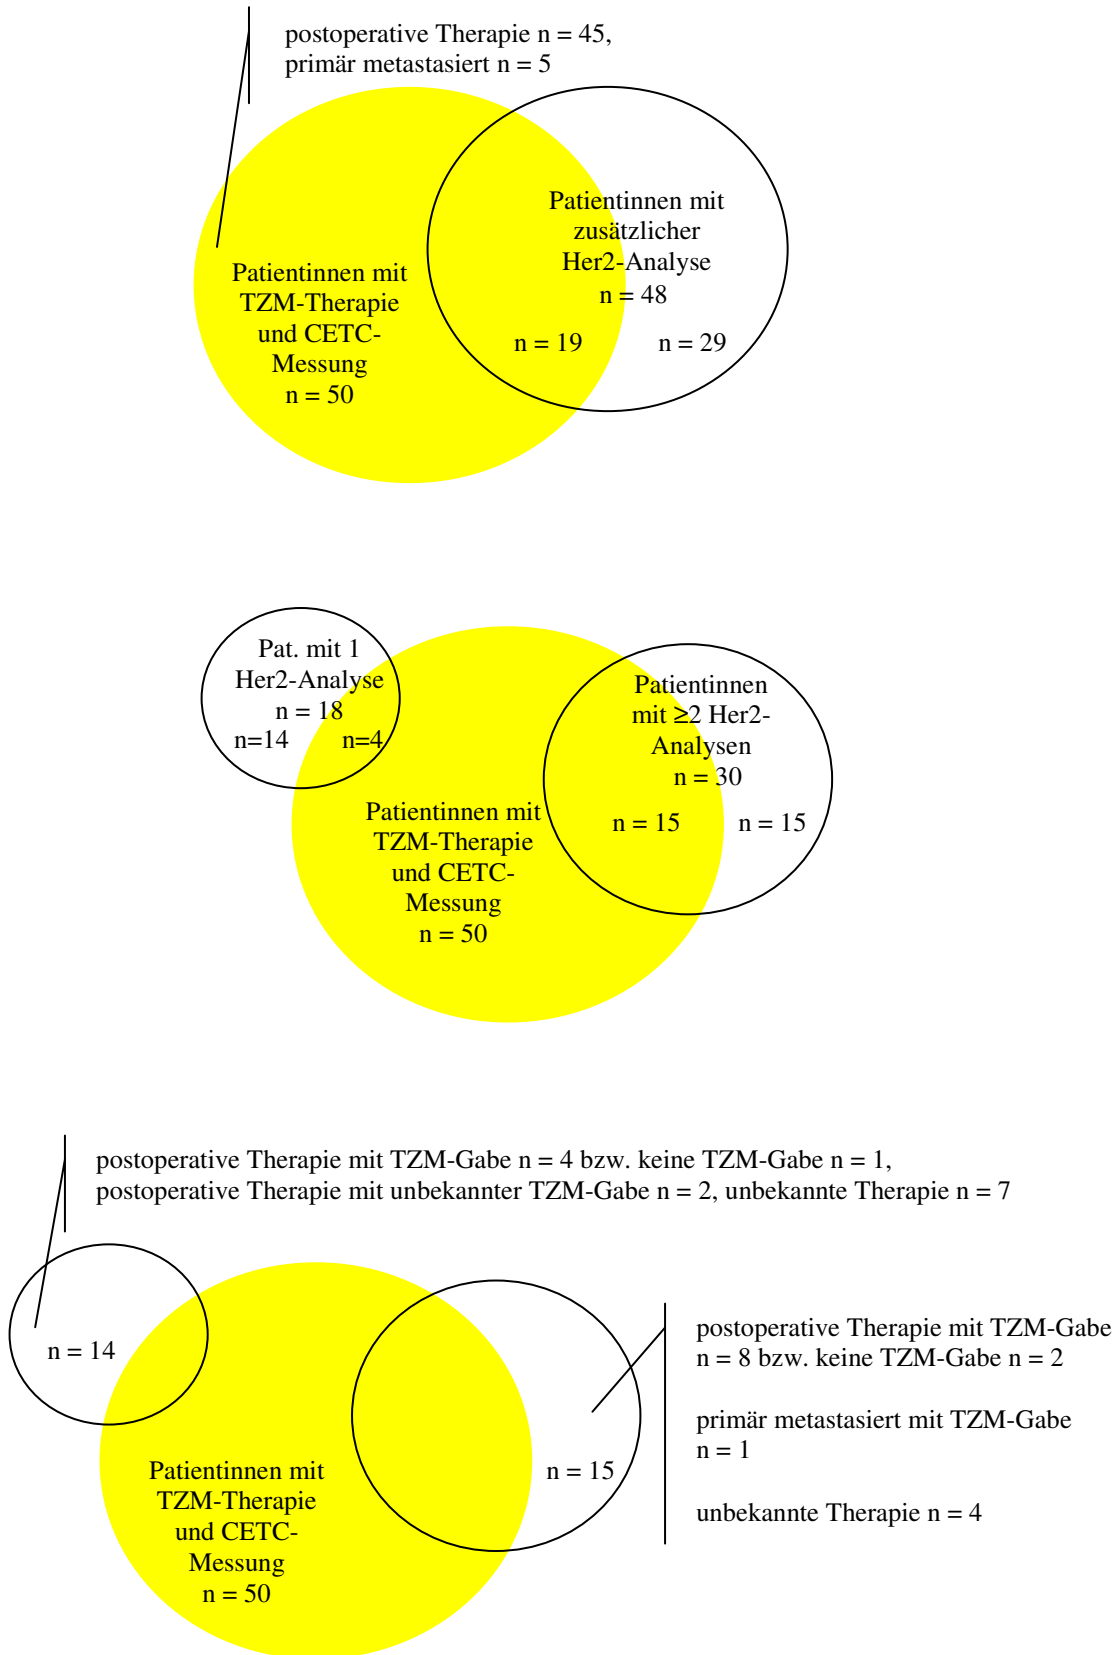 postoperative Therapie n = 45,
primär metastasiert n = 5
Patientinnen mit
zusätzlicher
Her2-Analyse
n = 48
n = 19 n = 29
Patientinnen mit
TZM-Therapie
und CETC-
Messung
n = 50
Pat. mit 1
Her2-Analyse
n = 18
n=14 n=4
Patientinnen
mit ≥2 Her2-
Analysen
n = 30
n = 15 n = 15
Patientinnen mit
TZM-Therapie
und CETC-
Messung
n = 50
postoperative Therapie mit TZM-Gabe n = 4 bzw. keine TZM-Gabe n = 1,
postoperative Therapie mit unbekannter TZM-Gabe n = 2, unbekannte Therapie n = 7
n = 14
postoperative Therapie mit TZM-Gabe
n = 8 bzw. keine TZM-Gabe n = 2
primär metastasiert mit TZM-Gabe
n = 1
unbekannte Therapie n = 4
n = 15
Patientinnen mit
TZM-Therapie
und CETC-
Messung
n = 50